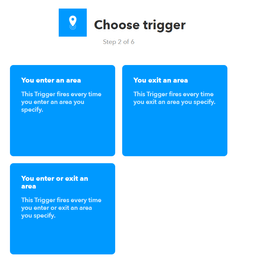 Choose trigger
Step 2 of 6
You enter an area
This Trigger fires every time
you enter an area you
specify.
You exit an area
This Trigger fires every time
you exit an area you specify.
You enter or exit an
area
This Trigger fires every time
you enter or exit an area
you specify.